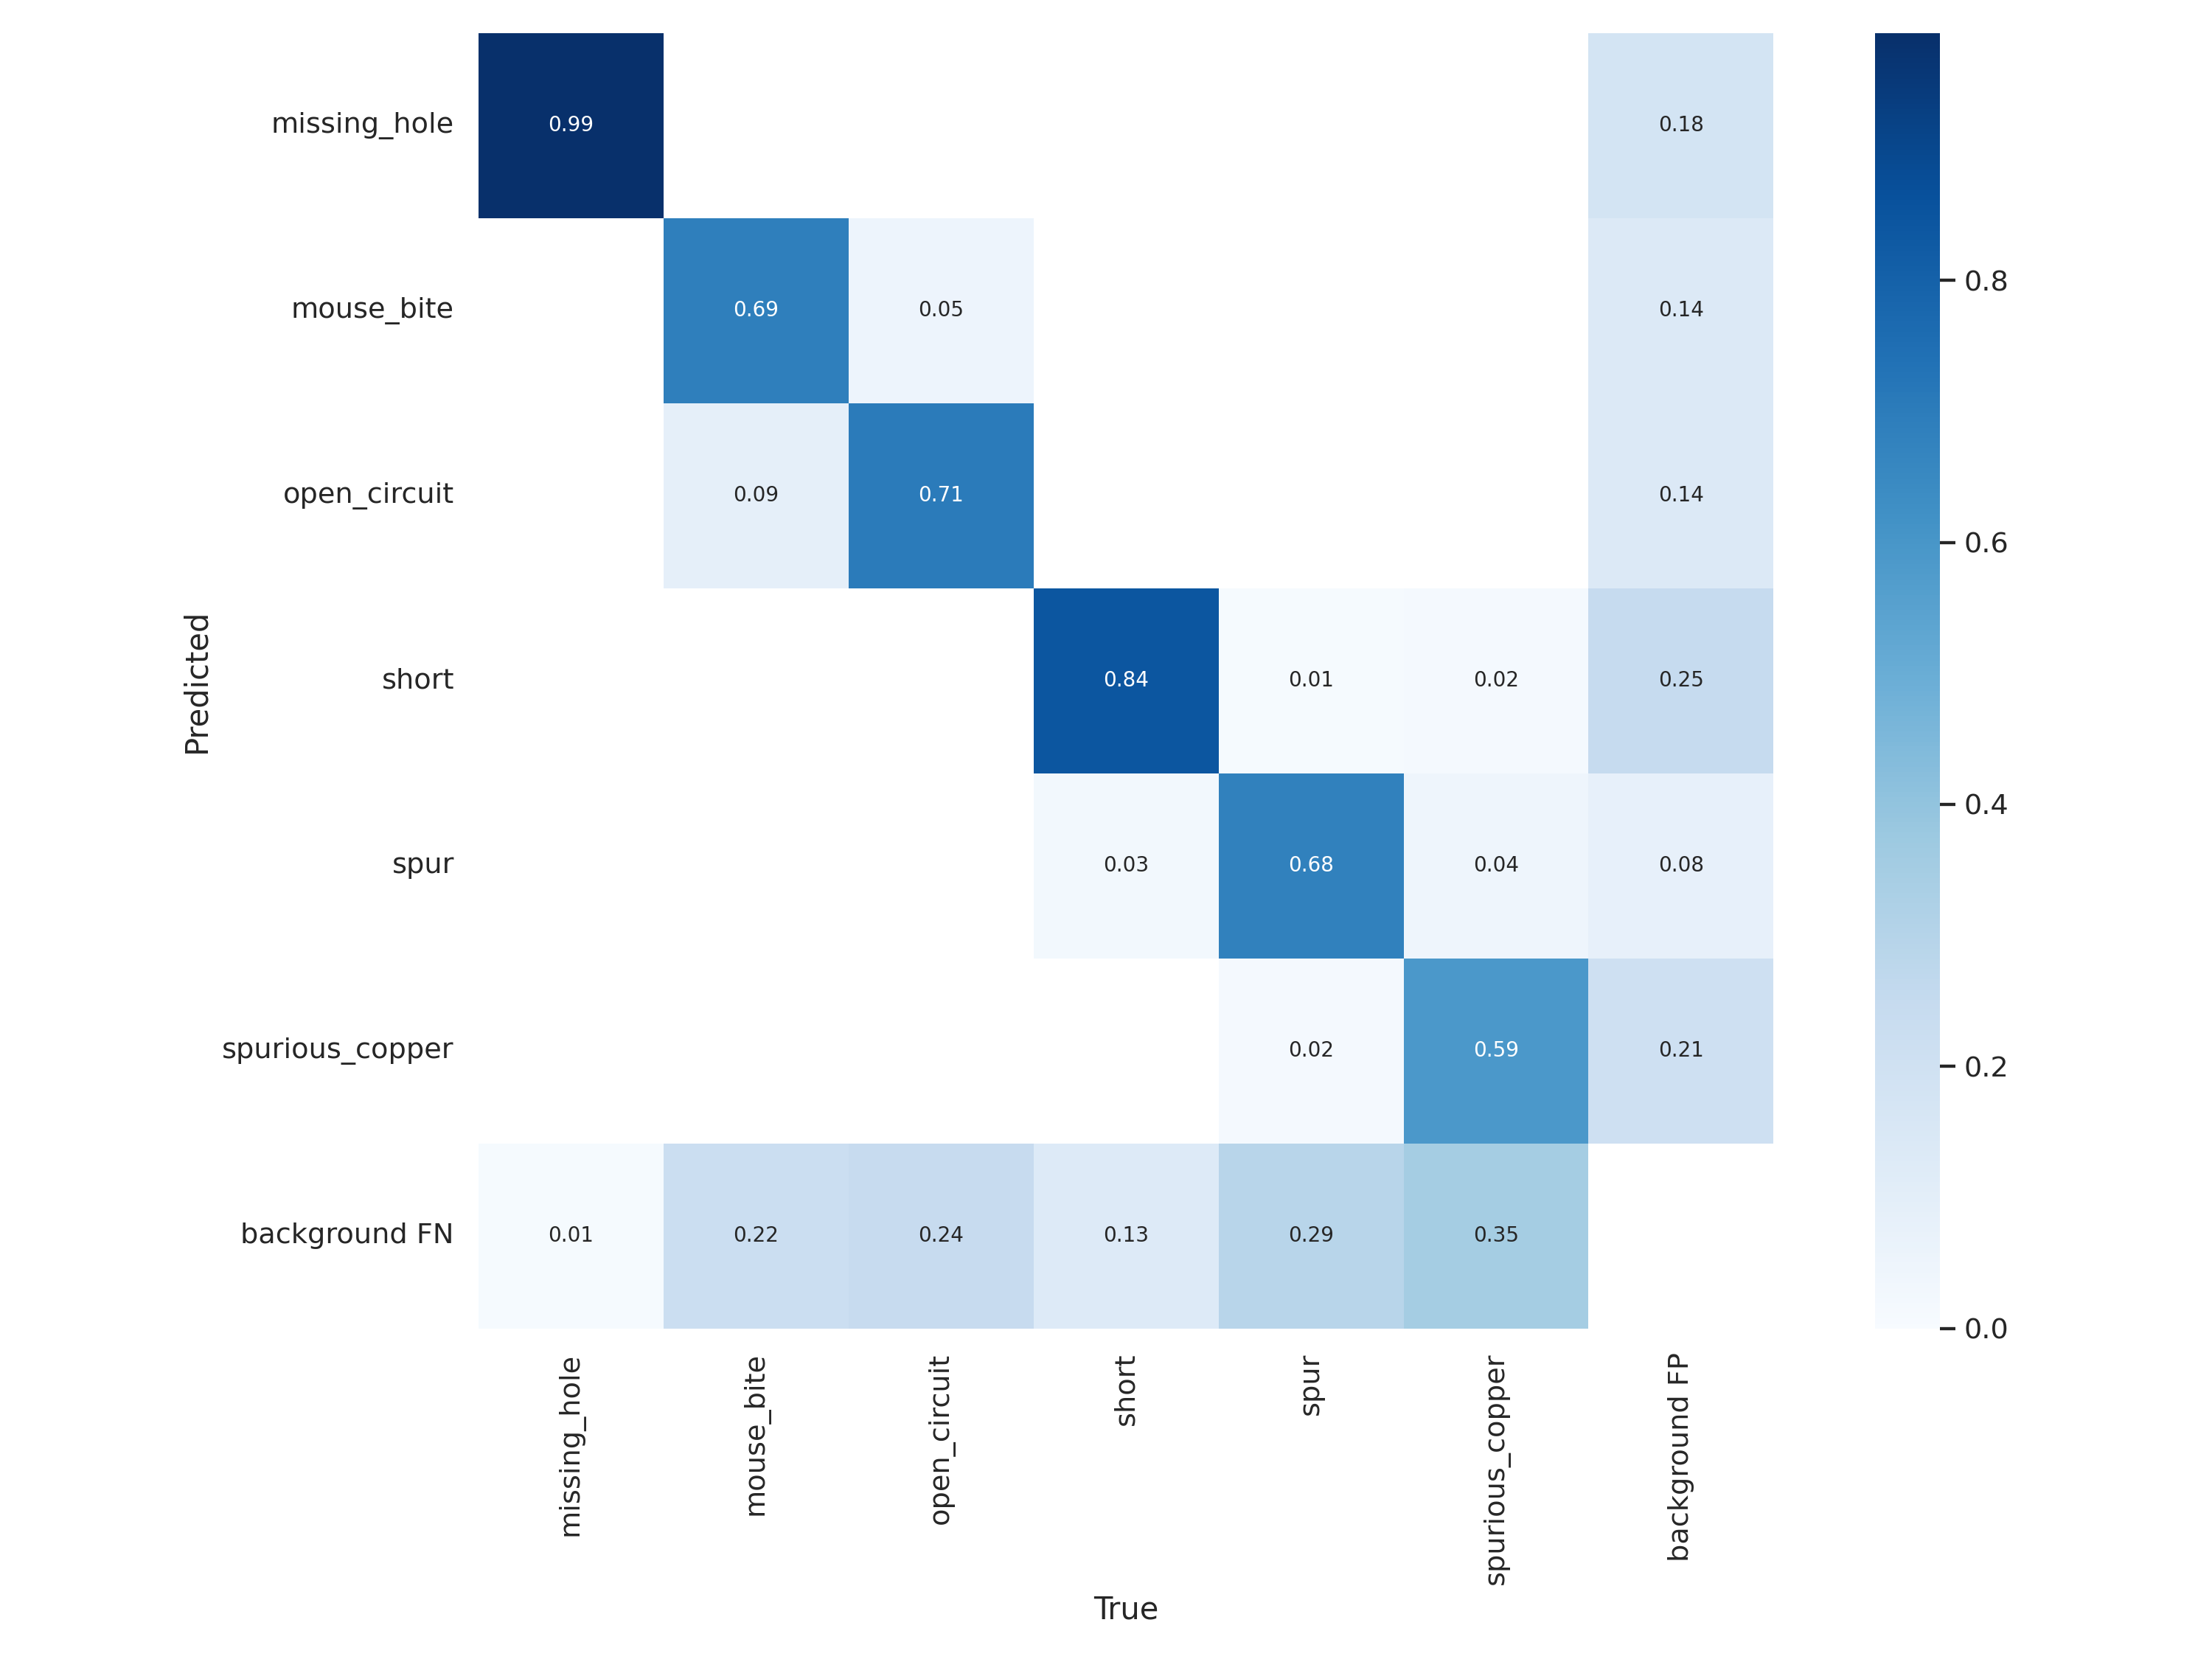 missing_hole 0.99 0.18
mouse_bite 0.69 0.05 0.14
open_circuit 0.09 0.71 0.14
short 0.84 0.01 0.02 0.25
spur 0.03 0.68 0.04 0.08
spurious_copper 0.02 0.59 0.21
background FN 0.01 0.22 0.24 0.13 0.29 0.35
Predicted
missing_hole
mouse_bite
open_circuit
short
spur
spurious_copper
background FP
True
0.8
0.6
0.4
0.2
0.0